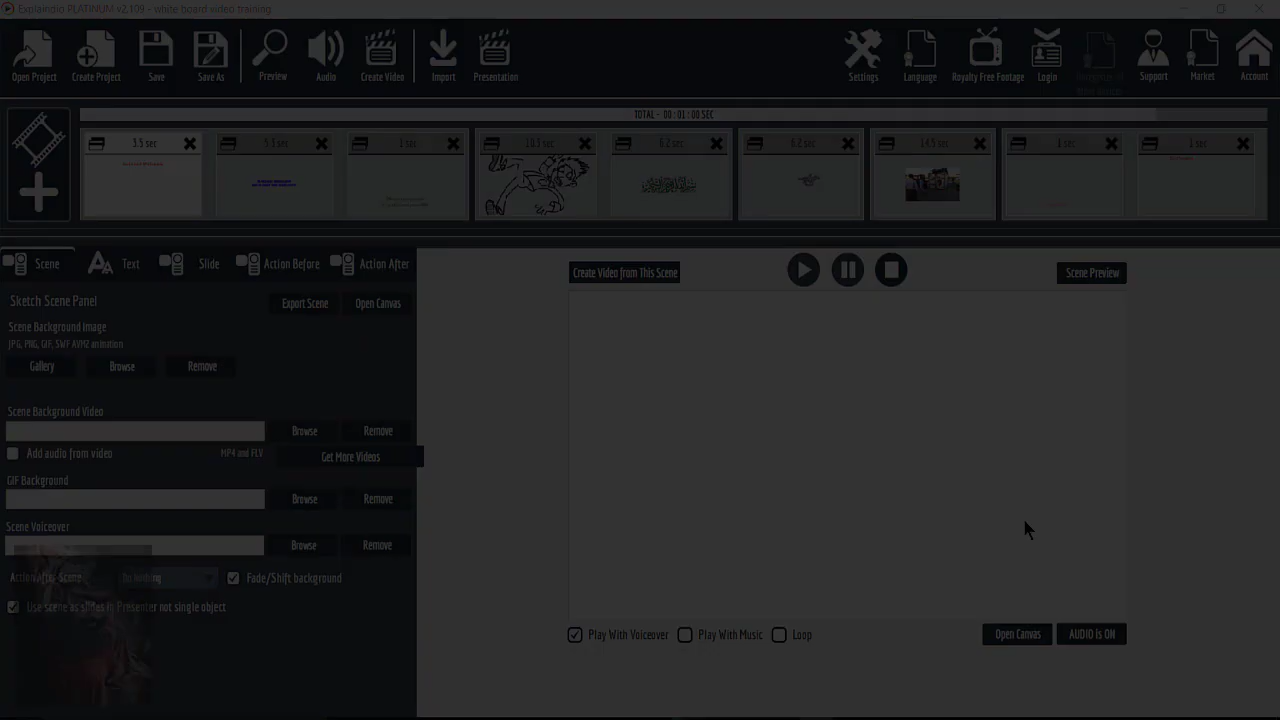 Explaindio PLATINUM v2.109 - white board video training
Open Project
Create Project
Save
Save As
Preview
Audio
Create Video
Import
Presentation
Settings
Language
Royalty Free Footage
Login
Support
Market
Account
TOTAL - 00 : 01 : 00 SEC
3.5 sec
1 sec
10.5 sec
6.2 sec
6.2 sec
1 sec
1 sec
Scene
Text
Slide
Action Before
Action After
Sketch Scene Panel
Export Scene
Open Canvas
Scene Background Image
JPG, PNG, GIF, SWF AVM2 animation
Gallery
Browse
Remove
Scene Background Video
Browse
Remove
Add audio from video
MP4 and FLV
Get More Videos
GIF Background
Browse
Remove
Scene Voiceover
Browse
Remove
Action After Scene
Do Nothing
Fade/Shift background
Use scene as slides in Presenter not single object
Create Video from This Scene
Scene Preview
Play With Voiceover
Play With Music
Loop
Open Canvas
AUDIO is ON